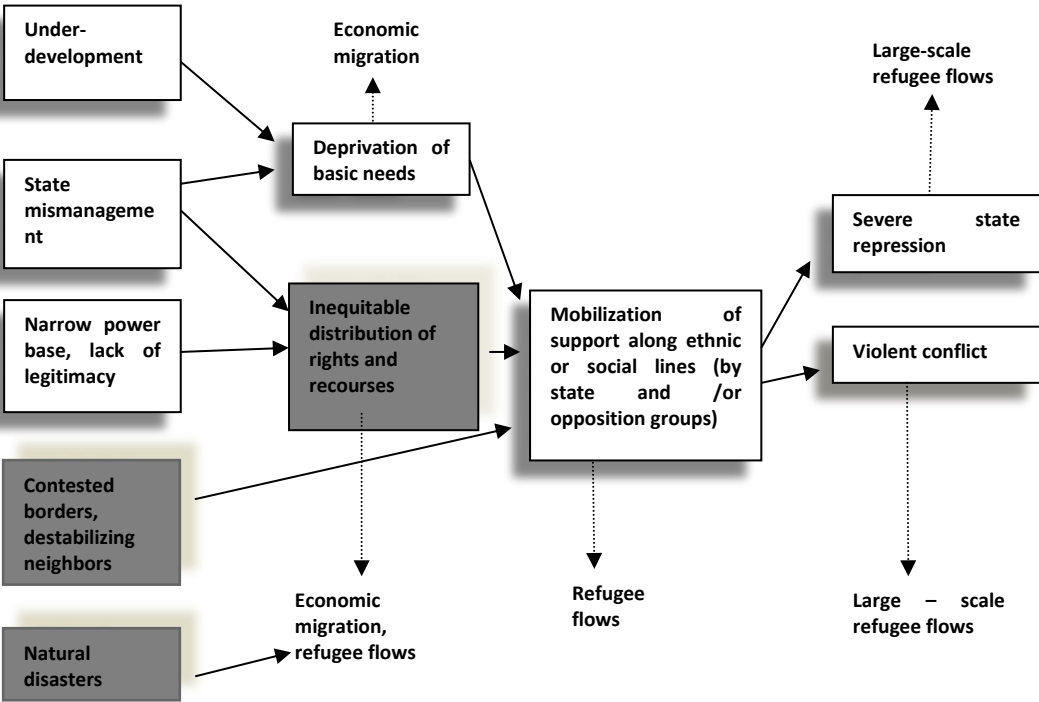 Under-
development
Economic
migration
Large-scale
refugee flows
Deprivation of
basic needs
State
mismanageme
nt
Severe state
repression
Inequitable
distribution of
rights and
recourses
Mobilization of
support along ethnic
or social lines (by
state and /or
opposition groups)
Narrow power
base, lack of
legitimacy
Violent conflict
Contested
borders,
destabilizing
neighbors
Economic
migration,
refugee flows
Refugee
flows
Large – scale
refugee flows
Natural
disasters